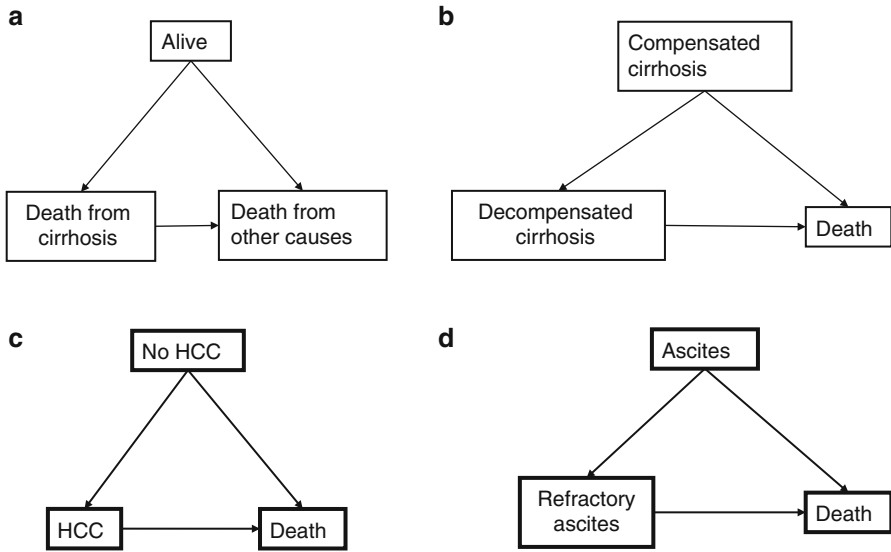 a
Alive
Death from
cirrhosis
Death from
other causes
b
Compensated
cirrhosis
Decompensated
cirrhosis
Death
c
No HCC
HCC
Death
d
Ascites
Refractory
ascites
Death